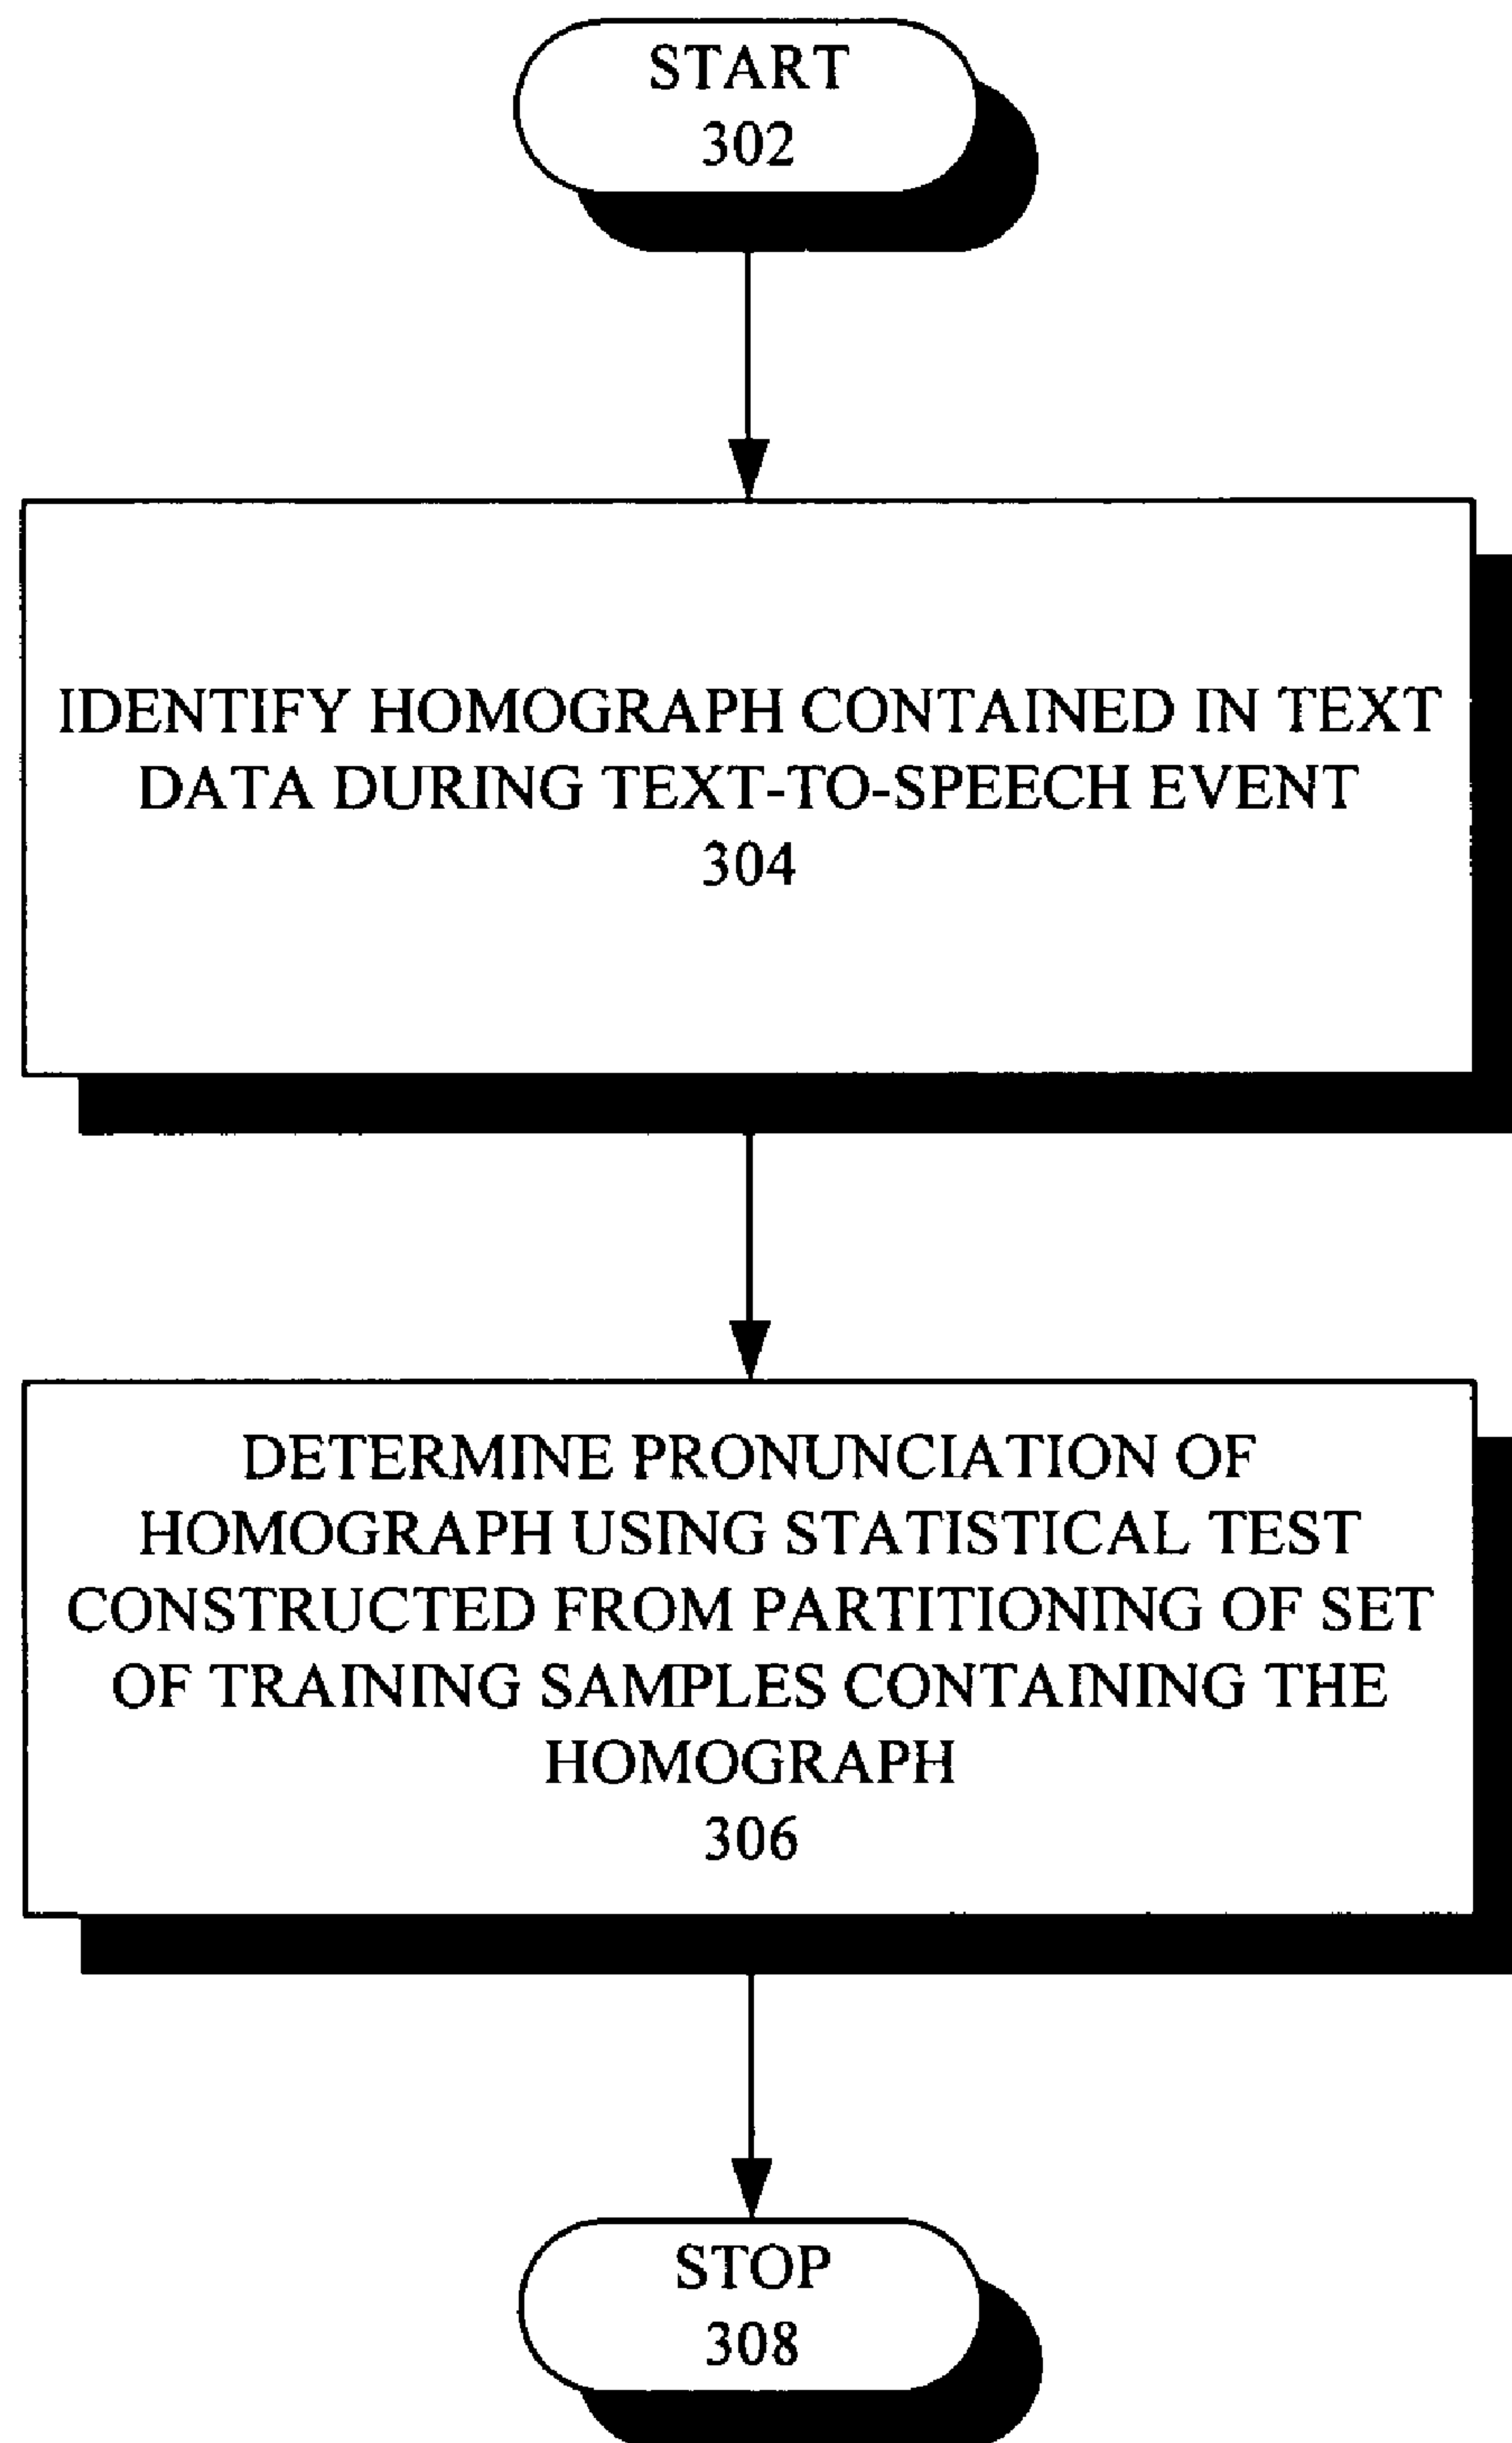 START
302
IDENTIFY HOMOGRAPH CONTAINED IN TEXT
DATA DURING TEXT-TO-SPEECH EVENT
304
DETERMINE PRONUNCIATION OF
HOMOGRAPH USING STATISTICAL TEST
CONSTRUCTED FROM PARTITIONING OF SET
OF TRAINING SAMPLES CONTAINING THE
HOMOGRAPH
306
STOP
308